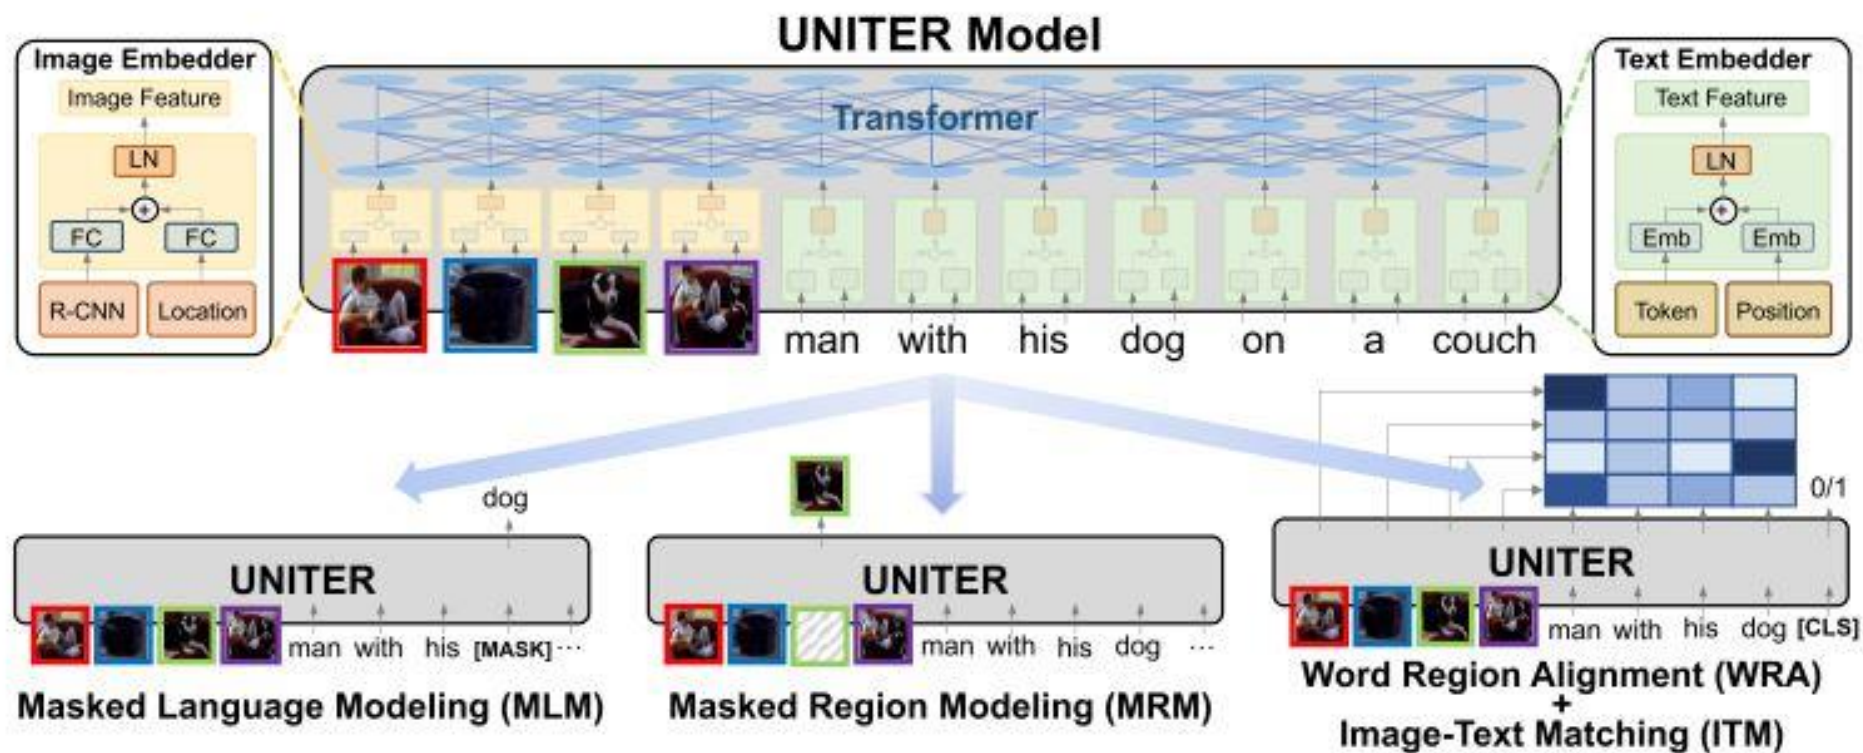 UNITER Model
Image Embedder
Image Feature
LN
+
FC FC
R-CNN Location
Transformer
man with his dog on a couch
Text Embedder
Text Feature
LN
+
Emb Emb
Token Position
dog
UNITER
man with his [MASK] ...
Masked Language Modeling (MLM)
UNITER
man with his dog ...
Masked Region Modeling (MRM)
0/1
UNITER
man with his dog [CLS]
Word Region Alignment (WRA)
+
Image-Text Matching (ITM)